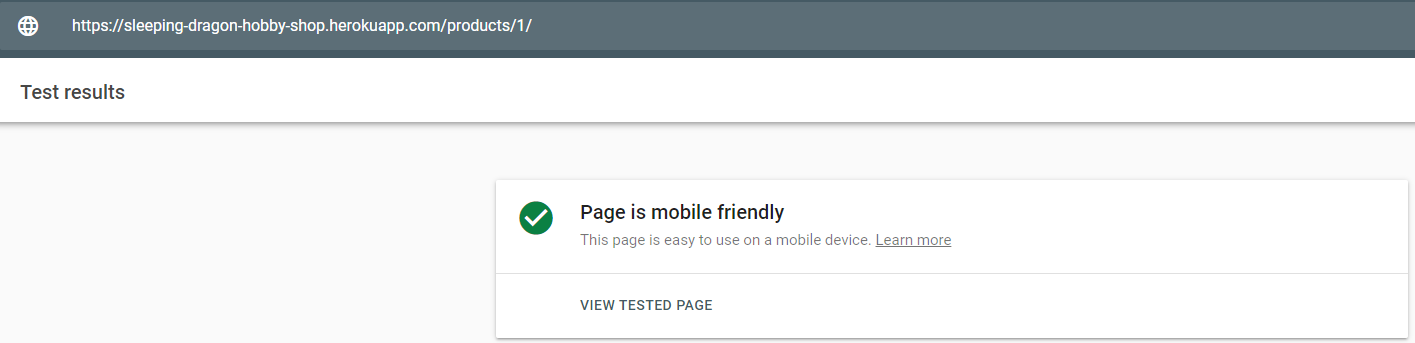 https://sleeping-dragon-hobby-shop.herokuapp.com/products/1/
Test results
Page is mobile friendly
This page is easy to use on a mobile device. Learn more
VIEW TESTED PAGE